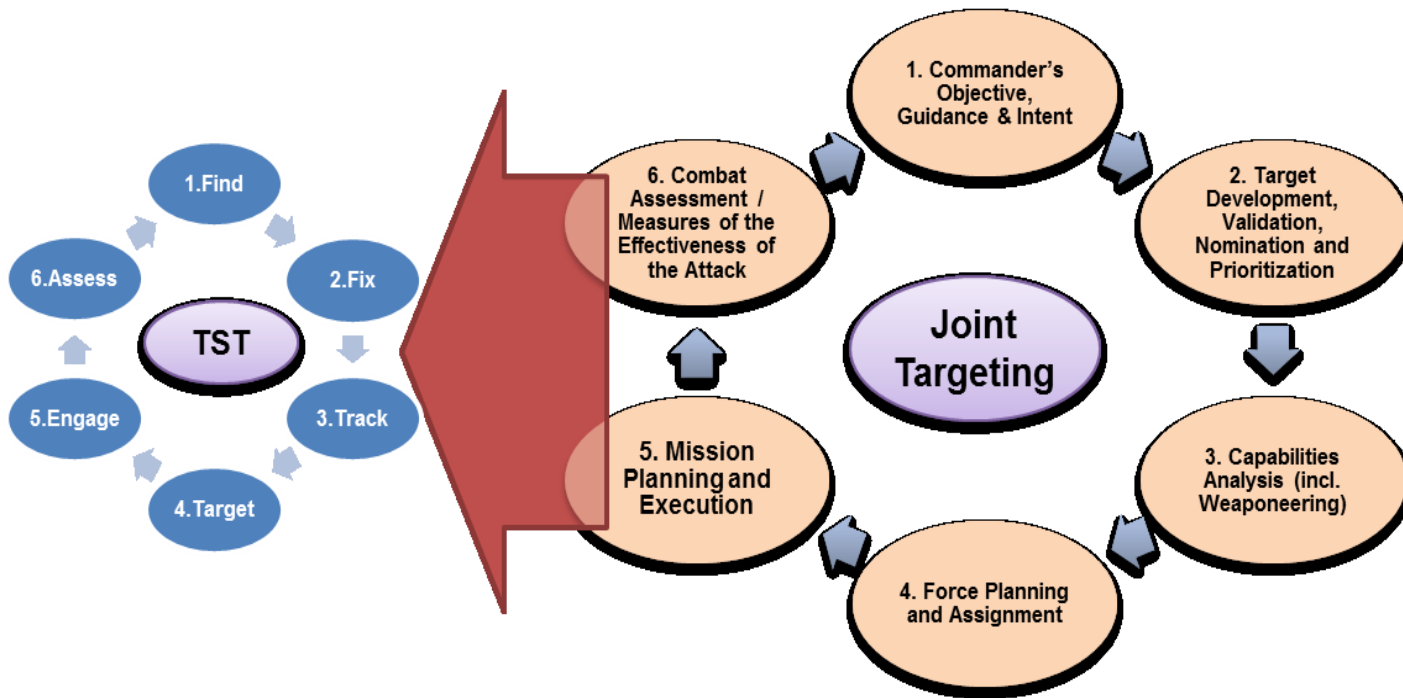 1.Find
2.Fix
3.Track
4.Target
5.Engage
6.Assess
TST
1. Commander’s
Objective,
Guidance & Intent
2. Target
Development,
Validation,
Nomination and
Prioritization
3. Capabilities
Analysis (incl.
Weaponeering)
4. Force Planning
and Assignment
5. Mission
Planning and
Execution
6. Combat
Assessment /
Measures of the
Effectiveness of
the Attack
Joint
Targeting